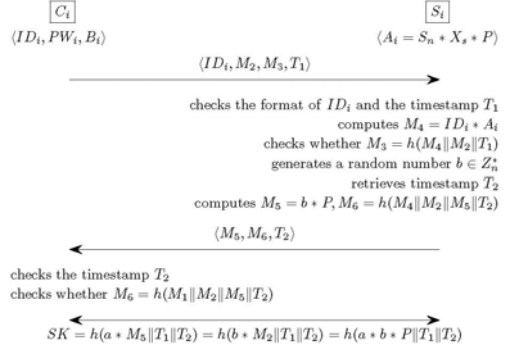 C_i S_i
⟨ID_i, PW_i, B_i⟩ ⟨A_i = S_n * X_s * P⟩
⟨ID_i, M_2, M_3, T_1⟩
checks the format of ID_i and the timestamp T_1
computes M_4 = ID_i * A_i
checks whether M_3 = h(M_4‖M_2‖T_1)
generates a random number b ∈ Z_n^*
retrieves timestamp T_2
computes M_5 = b * P, M_6 = h(M_4‖M_2‖M_5‖T_2)
⟨M_5, M_6, T_2⟩
checks the timestamp T_2
checks whether M_6 = h(M_1‖M_2‖M_5‖T_2)
SK = h(a * M_5‖T_1‖T_2) = h(b * M_2‖T_1‖T_2) = h(a * b * P‖T_1‖T_2)